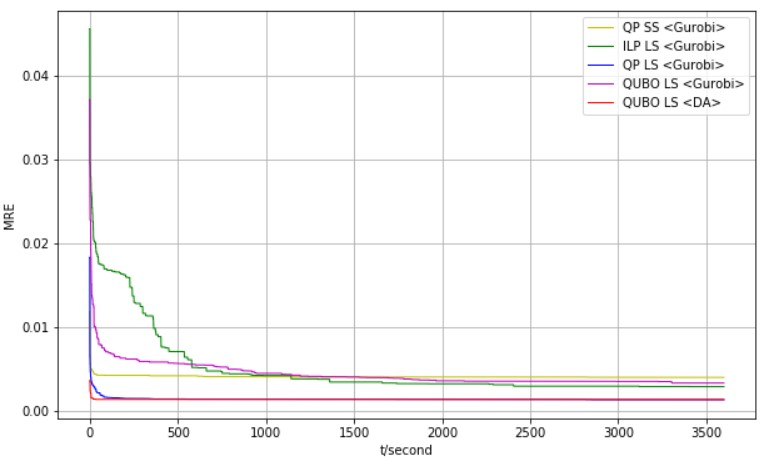 QP SS <Gurobi>
ILP LS <Gurobi>
QP LS <Gurobi>
QUBO LS <Gurobi>
QUBO LS <DA>
MRE
0.04
0.03
0.02
0.01
0.00
0 500 1000 1500 2000 2500 3000 3500
t/second